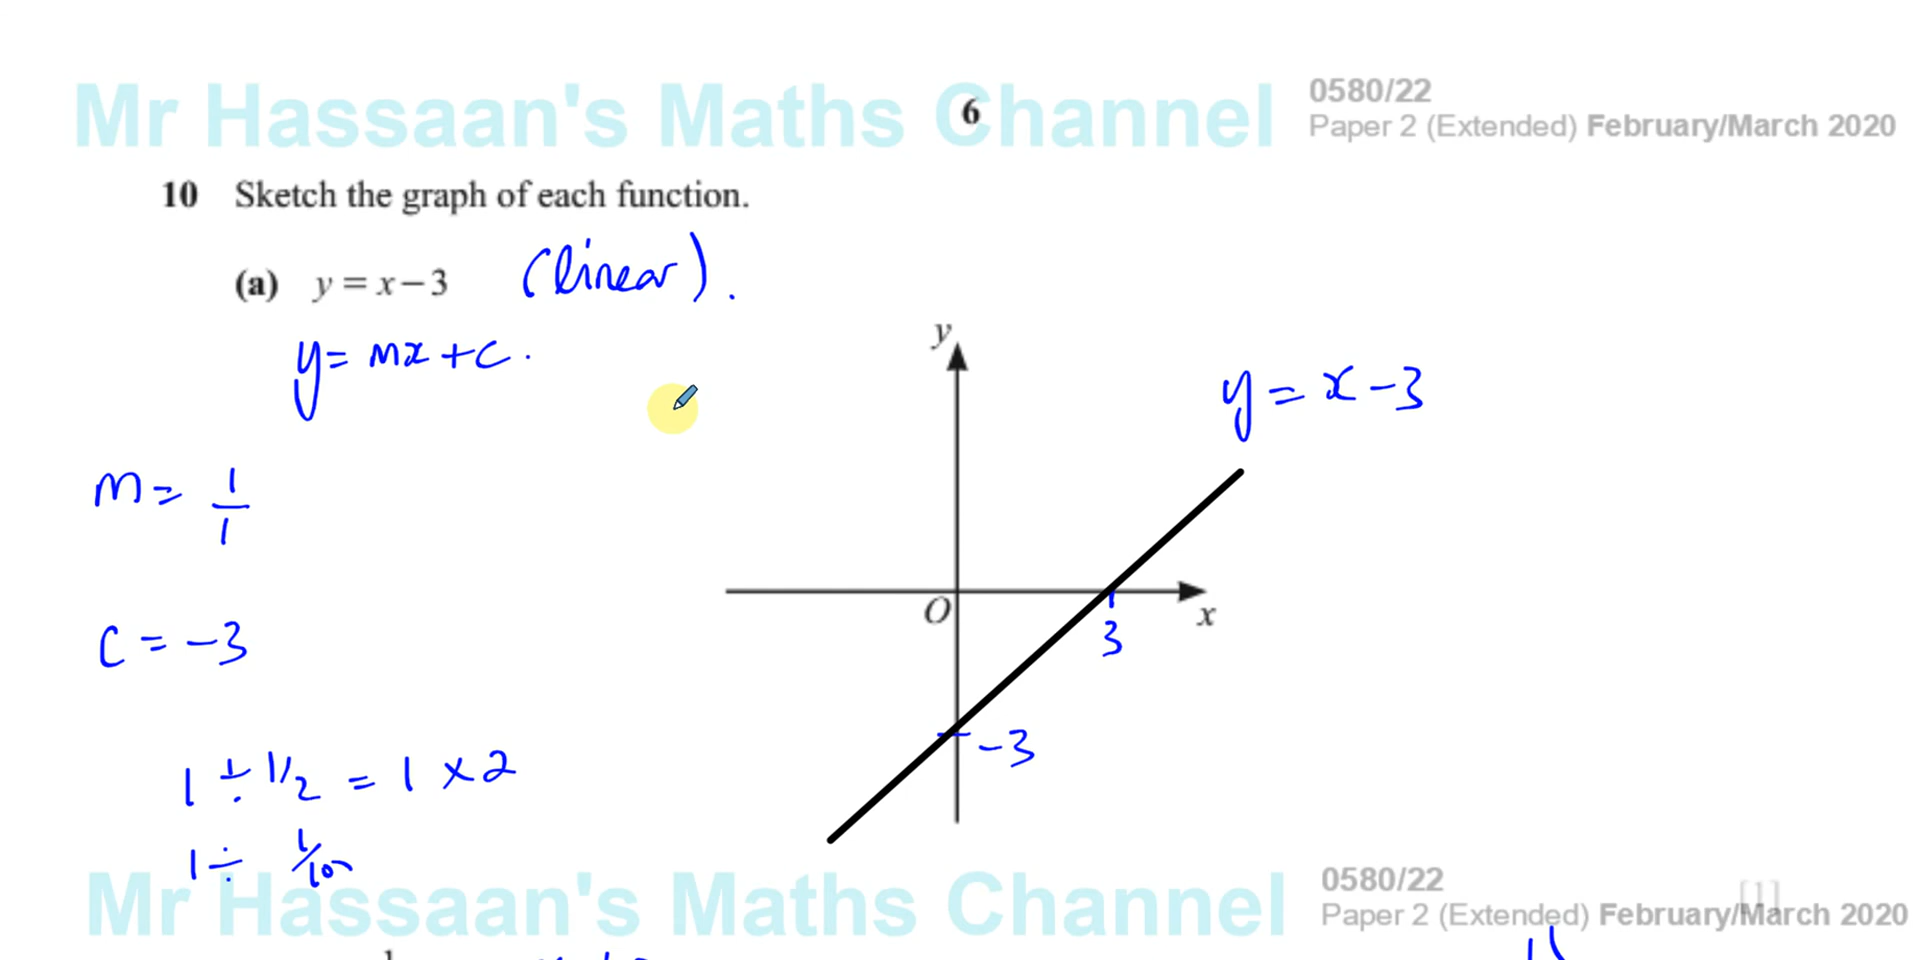 Mr Hassaan's Maths Channel
6
0580/22
Paper 2 (Extended) February/March 2020
10 Sketch the graph of each function.
(a) y = x − 3 (linear).
y = mx + c.
y
y = x − 3
m = 1/1
O
x
3
c = −3
−3
1 ÷ 1/2 = 1 × 2
1 ÷
Mr Hassaan's Maths Channel
0580/22
[1]
Paper 2 (Extended) February/March 2020